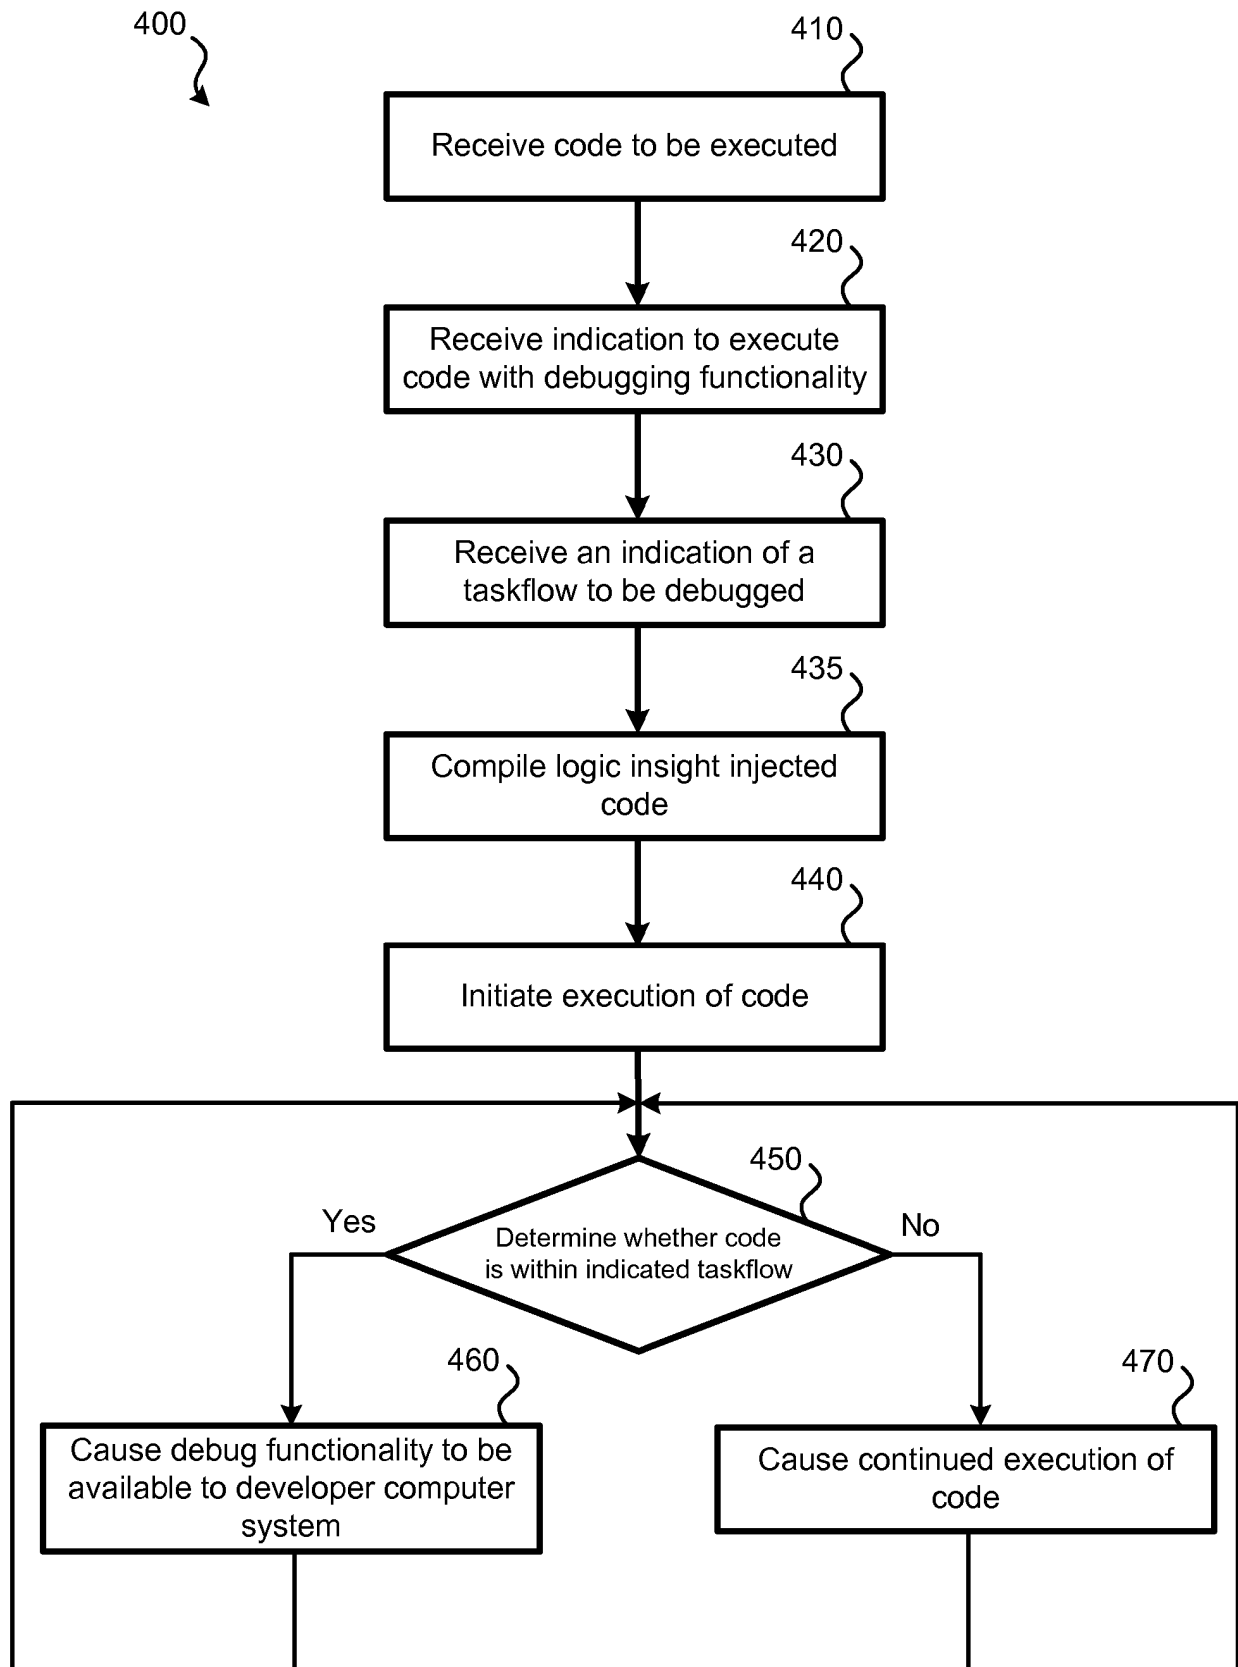 400
410
Receive code to be executed
420
Receive indication to execute
code with debugging functionality
430
Receive an indication of a
taskflow to be debugged
435
Compile logic insight injected
code
440
Initiate execution of code
450
Yes
No
Determine whether code
is within indicated taskflow
460
470
Cause debug functionality to be
available to developer computer
system
Cause continued execution of
code